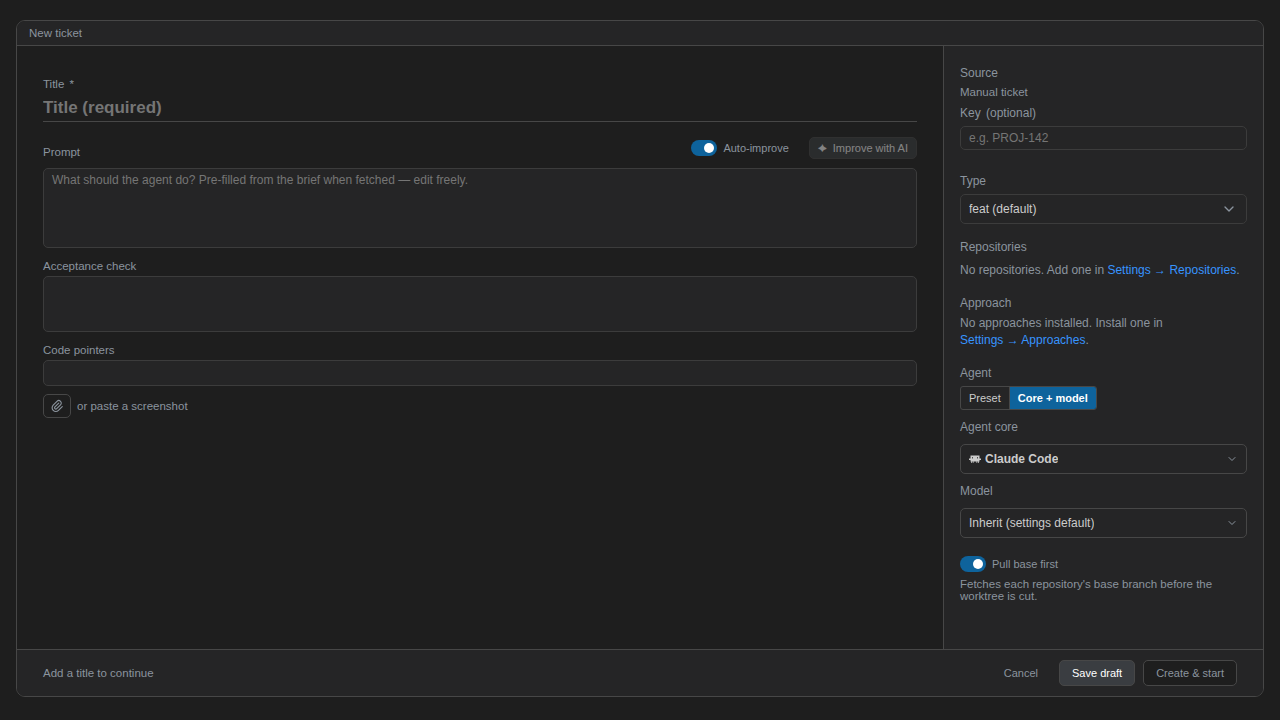 New ticket
Title *
Title (required)
Prompt
Auto-improve
Improve with AI
What should the agent do? Pre-filled from the brief when fetched — edit freely.
Acceptance check
Code pointers
or paste a screenshot
Source
Manual ticket
Key (optional)
e.g. PROJ-142
Type
feat (default)
Repositories
No repositories. Add one in Settings → Repositories.
Approach
No approaches installed. Install one in
Settings → Approaches.
Agent
Preset
Core + model
Agent core
Claude Code
Model
Inherit (settings default)
Pull base first
Fetches each repository's base branch before the
worktree is cut.
Add a title to continue
Cancel
Save draft
Create & start